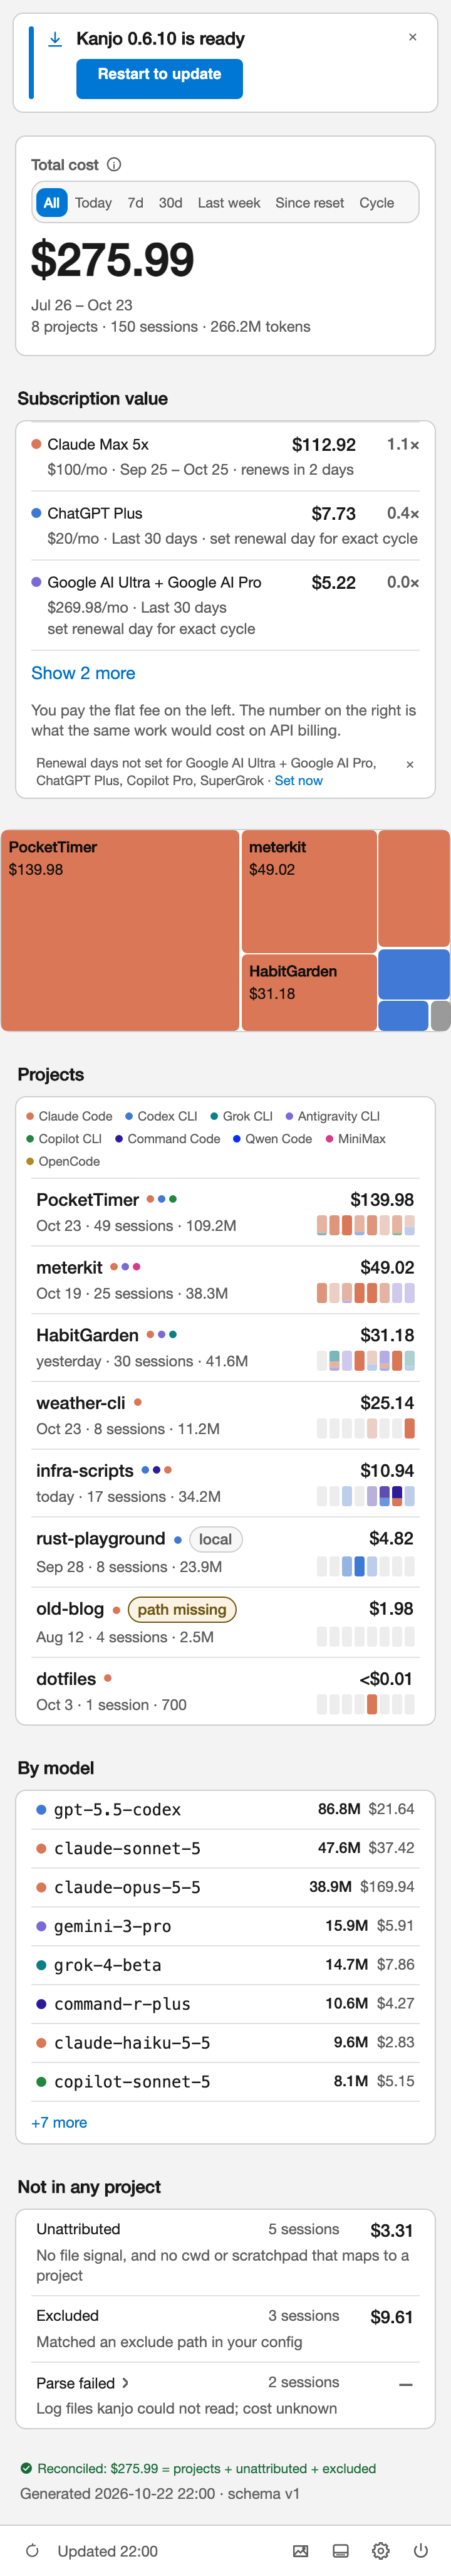 Kanjo 0.6.10 is ready
Restart to update
Total cost
All Today 7d 30d Last week Since reset Cycle
$275.99
Jul 26 – Oct 23
8 projects · 150 sessions · 266.2M tokens
Subscription value
Claude Max 5x $112.92 1.1×
$100/mo · Sep 25 – Oct 25 · renews in 2 days
ChatGPT Plus $7.73 0.4×
$20/mo · Last 30 days · set renewal day for exact cycle
Google AI Ultra + Google AI Pro $5.22 0.0×
$269.98/mo · Last 30 days
set renewal day for exact cycle
Show 2 more
You pay the flat fee on the left. The number on the right is
what the same work would cost on API billing.
Renewal days not set for Google AI Ultra + Google AI Pro,
ChatGPT Plus, Copilot Pro, SuperGrok · Set now
PocketTimer
$139.98
meterkit
$49.02
HabitGarden
$31.18
Projects
Claude Code Codex CLI Grok CLI Antigravity CLI
Copilot CLI Command Code Qwen Code MiniMax
OpenCode
PocketTimer $139.98
Oct 23 · 49 sessions · 109.2M
meterkit $49.02
Oct 19 · 25 sessions · 38.3M
HabitGarden $31.18
yesterday · 30 sessions · 41.6M
weather-cli $25.14
Oct 23 · 8 sessions · 11.2M
infra-scripts $10.94
today · 17 sessions · 34.2M
rust-playground local $4.82
Sep 28 · 8 sessions · 23.9M
old-blog path missing $1.98
Aug 12 · 4 sessions · 2.5M
dotfiles <$0.01
Oct 3 · 1 session · 700
By model
gpt-5.5-codex 86.8M $21.64
claude-sonnet-5 47.6M $37.42
claude-opus-5-5 38.9M $169.94
gemini-3-pro 15.9M $5.91
grok-4-beta 14.7M $7.86
command-r-plus 10.6M $4.27
claude-haiku-5-5 9.6M $2.83
copilot-sonnet-5 8.1M $5.15
+7 more
Not in any project
Unattributed 5 sessions $3.31
No file signal, and no cwd or scratchpad that maps to a
project
Excluded 3 sessions $9.61
Matched an exclude path in your config
Parse failed 2 sessions —
Log files kanjo could not read; cost unknown
Reconciled: $275.99 = projects + unattributed + excluded
Generated 2026-10-22 22:00 · schema v1
Updated 22:00